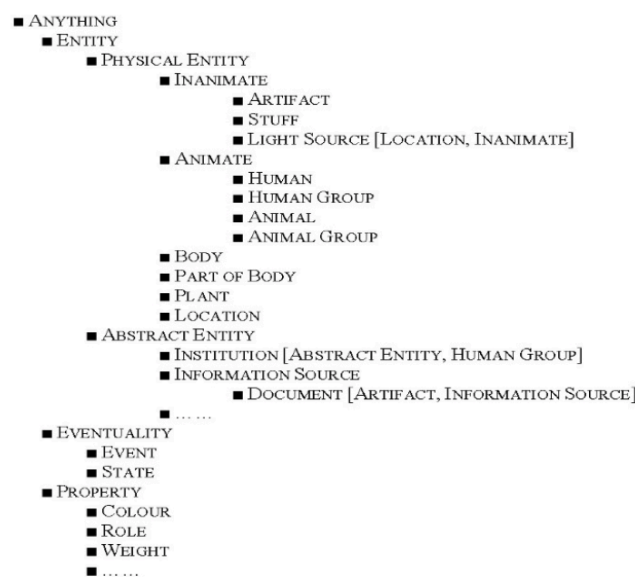 ■ ANYTHING
■ ENTITY
■ PHYSICAL ENTITY
■ INANIMATE
■ ARTIFACT
■ STUFF
■ LIGHT SOURCE [LOCATION, INANIMATE]
■ ANIMATE
■ HUMAN
■ HUMAN GROUP
■ ANIMAL
■ ANIMAL GROUP
■ BODY
■ PART OF BODY
■ PLANT
■ LOCATION
■ ABSTRACT ENTITY
■ INSTITUTION [ABSTRACT ENTITY, HUMAN GROUP]
■ INFORMATION SOURCE
■ DOCUMENT [ARTIFACT, INFORMATION SOURCE]
■ ... ...
■ EVENTUALITY
■ EVENT
■ STATE
■ PROPERTY
■ COLOUR
■ ROLE
■ WEIGHT
■ ... ...